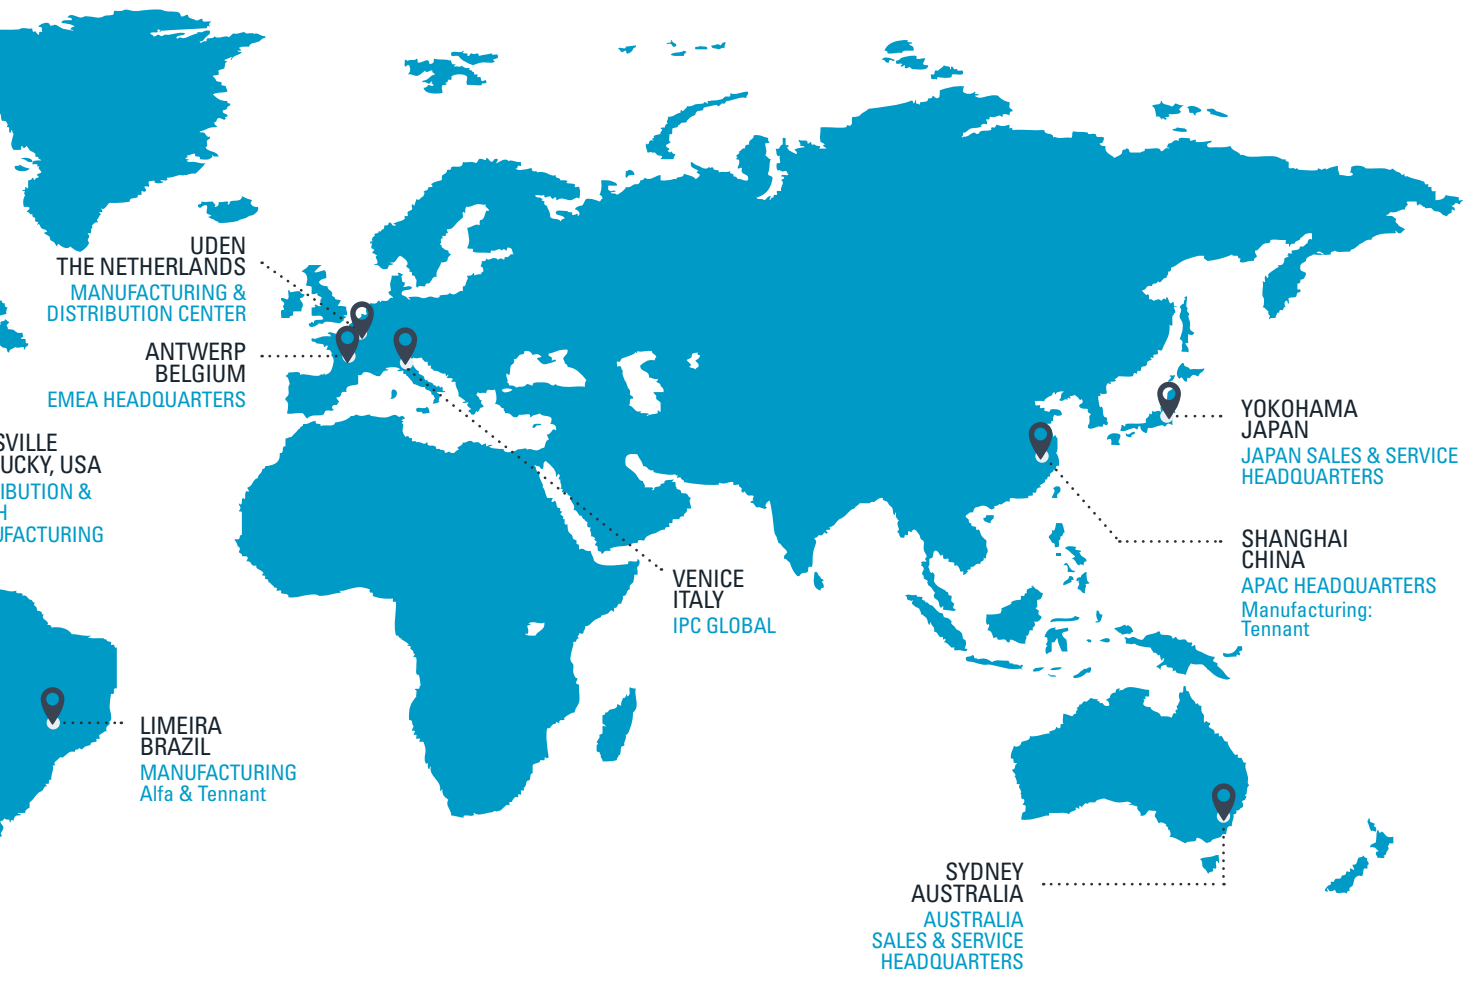 UDEN
THE NETHERLANDS
MANUFACTURING &
DISTRIBUTION CENTER
ANTWERP
BELGIUM
EMEA HEADQUARTERS
SVILLE
UCKY, USA
IBUTION &
H
UFACTURING
LIMEIRA
BRAZIL
MANUFACTURING
Alfa & Tennant
VENICE
ITALY
IPC GLOBAL
YOKOHAMA
JAPAN
JAPAN SALES & SERVICE
HEADQUARTERS
SHANGHAI
CHINA
APAC HEADQUARTERS
Manufacturing:
Tennant
SYDNEY
AUSTRALIA
AUSTRALIA
SALES & SERVICE
HEADQUARTERS